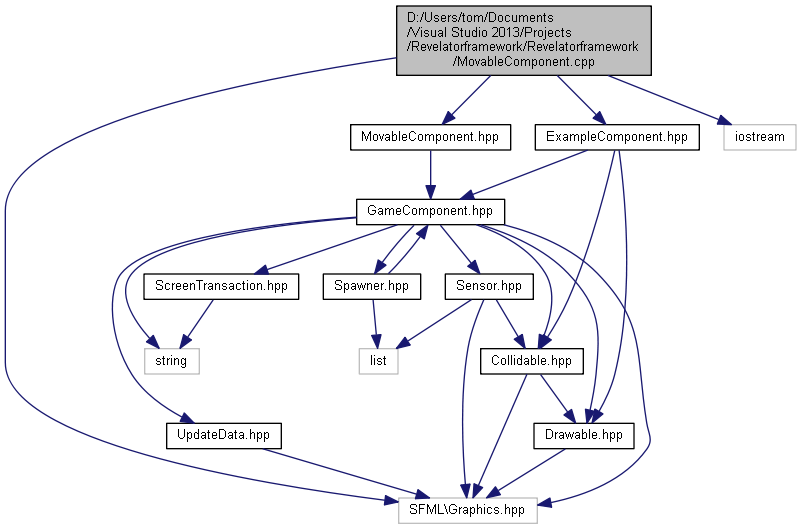 D:/Users/tom/Documents
/Visual Studio 2013/Projects
/Revelatorframework/Revelatorframework
/MovableComponent.cpp
MovableComponent.hpp
ExampleComponent.hpp
iostream
GameComponent.hpp
ScreenTransaction.hpp
Spawner.hpp
Sensor.hpp
string
list
Collidable.hpp
UpdateData.hpp
Drawable.hpp
SFML\Graphics.hpp